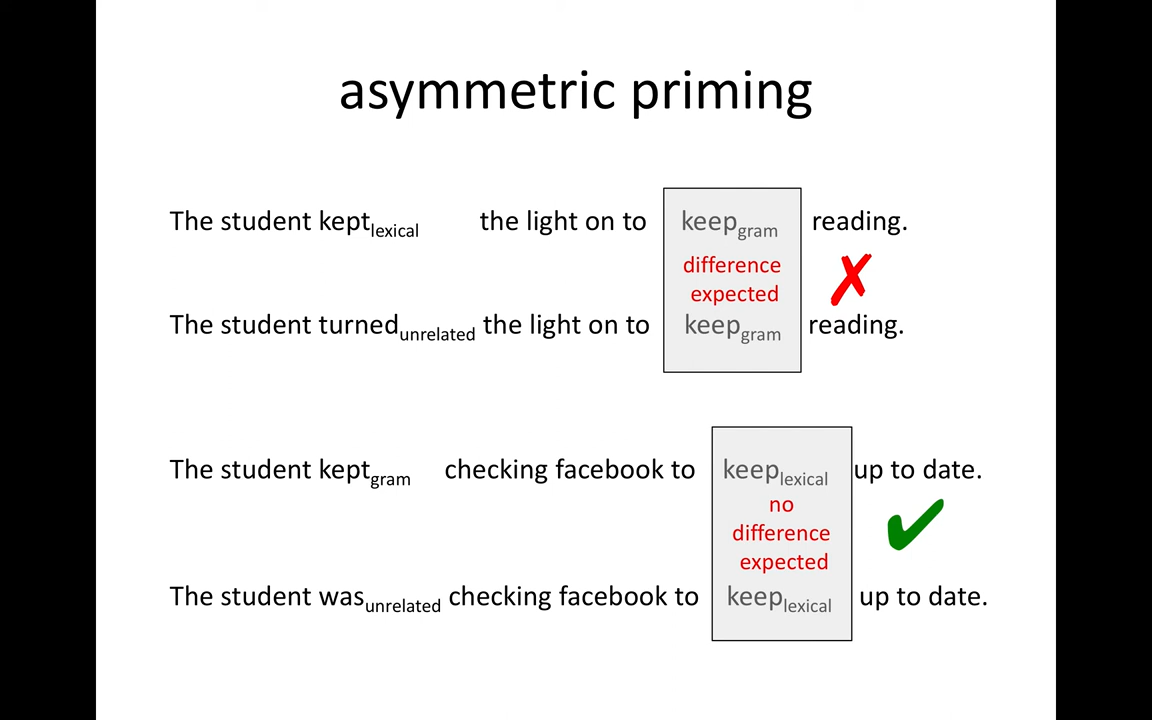 asymmetric priming
The student keptlexical the light on to keepgram reading.
difference
expected
The student turnedunrelated the light on to keepgram reading.
The student keptgram checking facebook to keeplexical up to date.
no
difference
expected
The student wasunrelated checking facebook to keeplexical up to date.